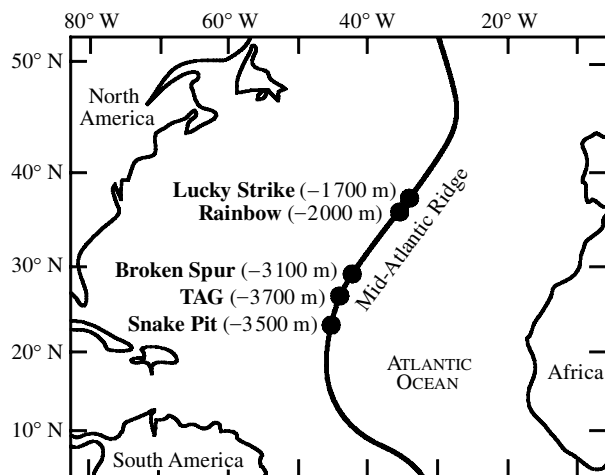 80° W 60° W 40° W 20° W
50° N
North
America
40° N
Lucky Strike (−1700 m)
Rainbow (−2000 m)
Mid-Atlantic Ridge
30° N
Broken Spur (−3100 m)
TAG (−3700 m)
Snake Pit (−3500 m)
20° N
ATLANTIC
OCEAN
Africa
10° N
South America